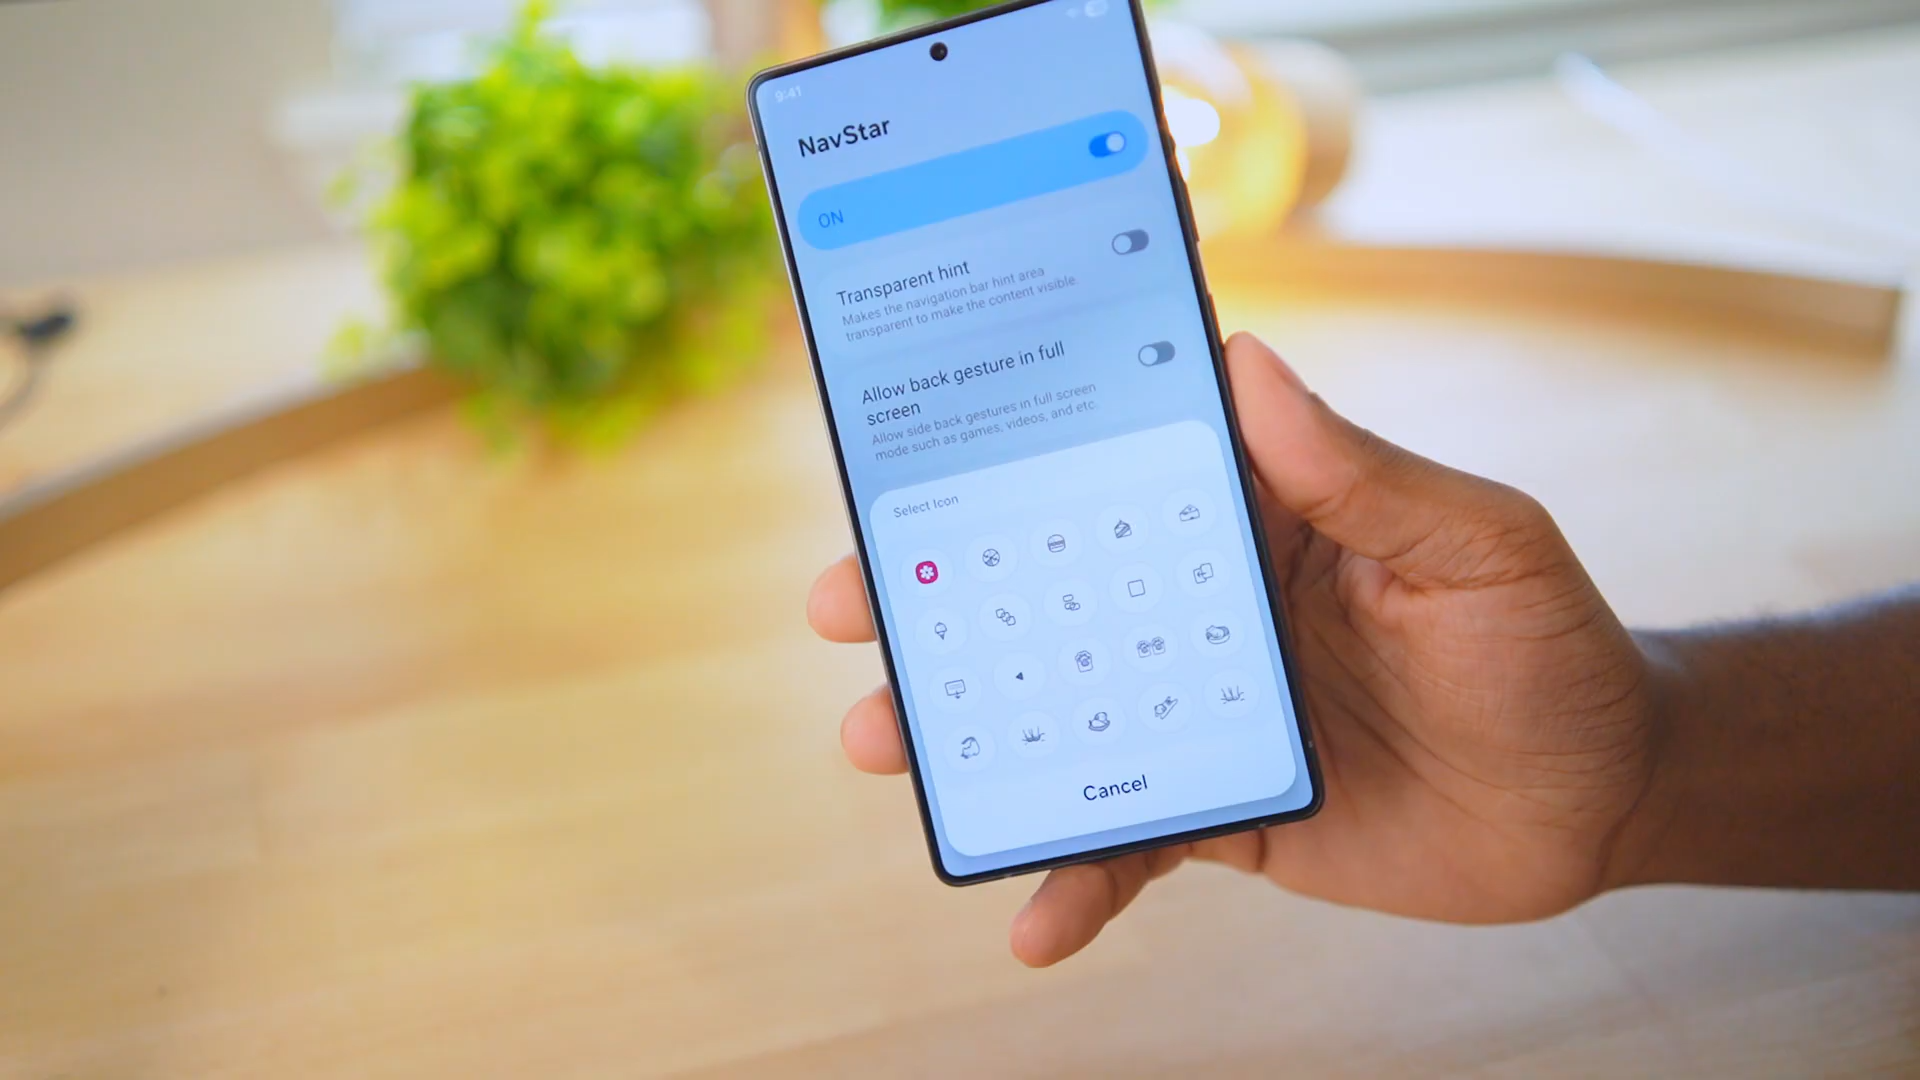 9:41
NavStar
ON
Transparent hint
Makes the navigation bar hint area
transparent to make the content visible.
Allow back gesture in full
screen
Allow side back gestures in full screen
mode such as games, videos, and etc.
Select Icon
Cancel